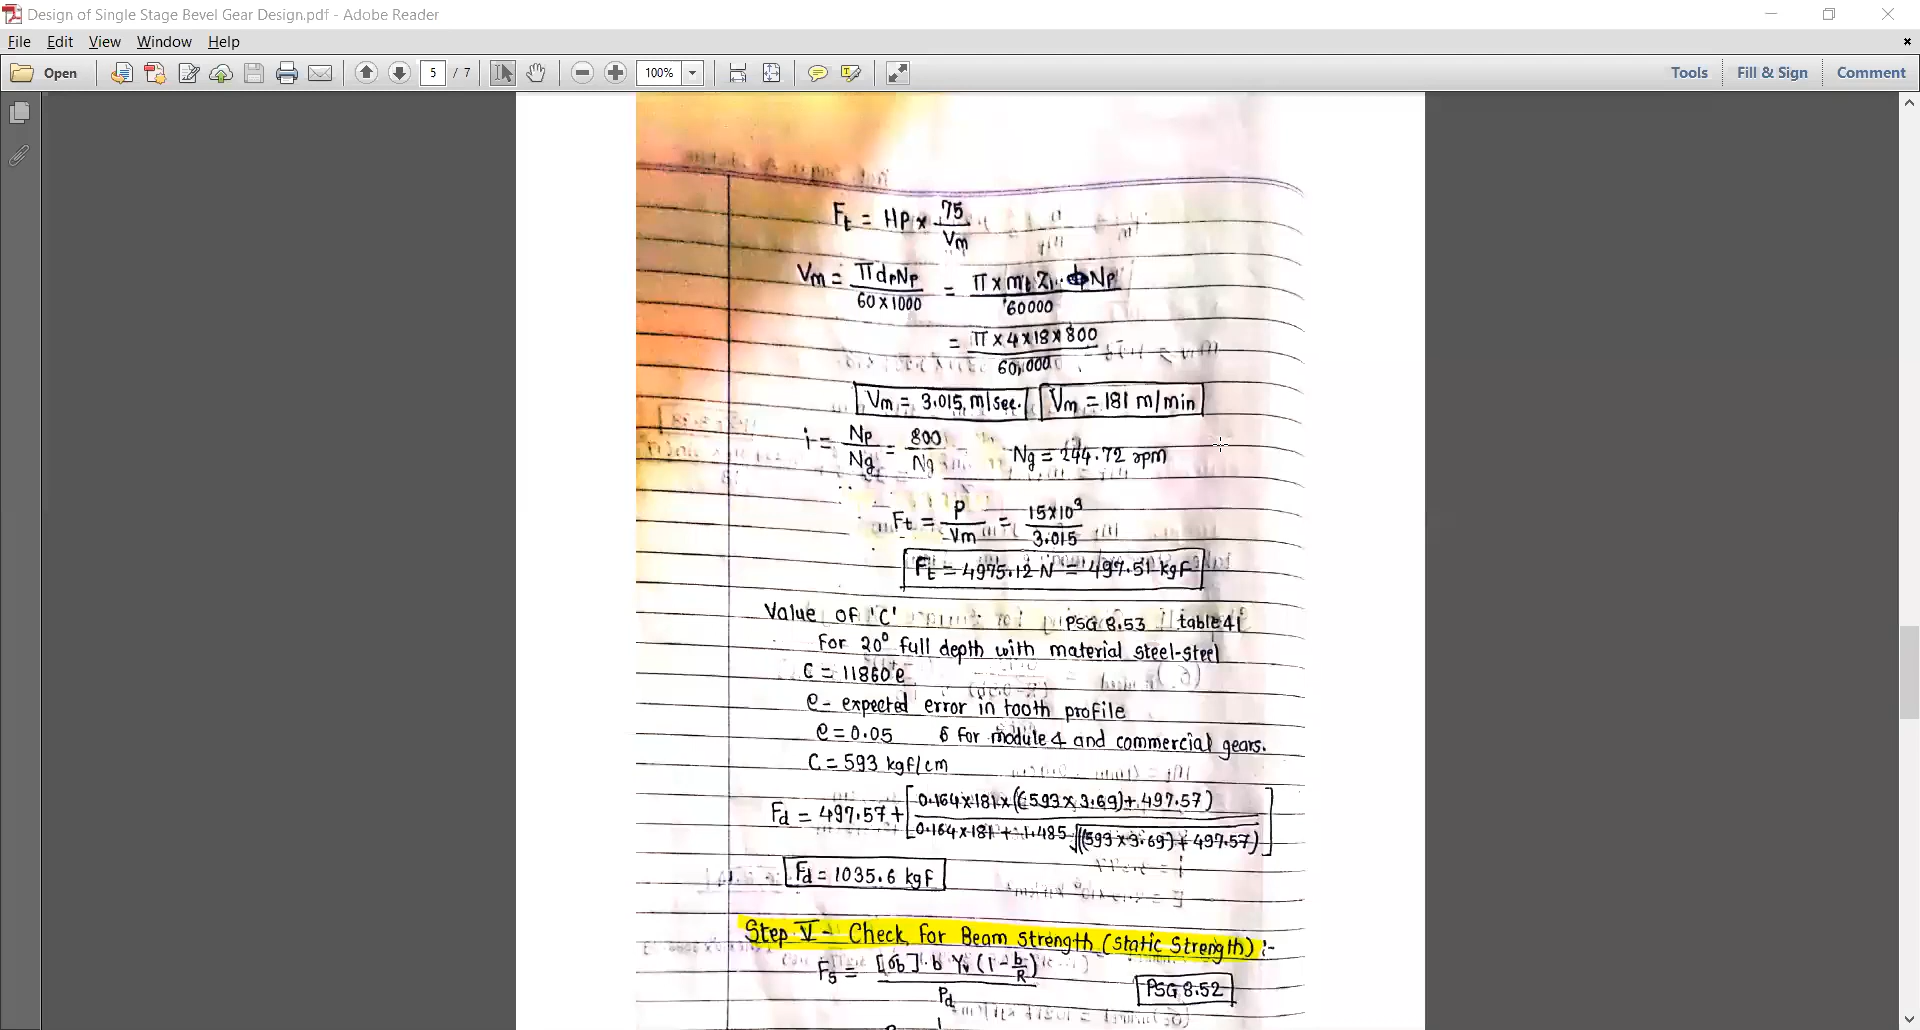 Design of Single Stage Bevel Gear Design.pdf - Adobe Reader
File Edit View Window Help
Open 5 / 7 100% Tools Fill & Sign Comment
Ft = HP × 75/Vm
Vm = πdpNp / 60×1000 = π × mt Z1 · Np / 60000
= π×4×18×800 / 60,000
Vm = 3.015 m/sec. Vm = 181 m/min
i = Np/Ng = 800/Ng Ng = 244.72 rpm
Ft = P/Vm = 15×10³ / 3.015
Ft = 4975.12 N = 497.51 kgF
Value of 'C' PSG 8.53 table 41
For 20° full depth with material steel-steel
C = 11860 e
e - expected error in tooth profile
e = 0.05 for module 4 and commercial gears.
C = 593 kgf/cm
Fd = 497.57 + [ 0.164×181×((593×3.69)+497.57) / 0.164×181 + 1.485 √((593×3.69)+497.57) ]
Fd = 1035.6 kgF
Step V - Check for Beam Strength (Static Strength) :-
Fs = [σb]·b Yv (1 - b/R) / Pd PSG 8.52